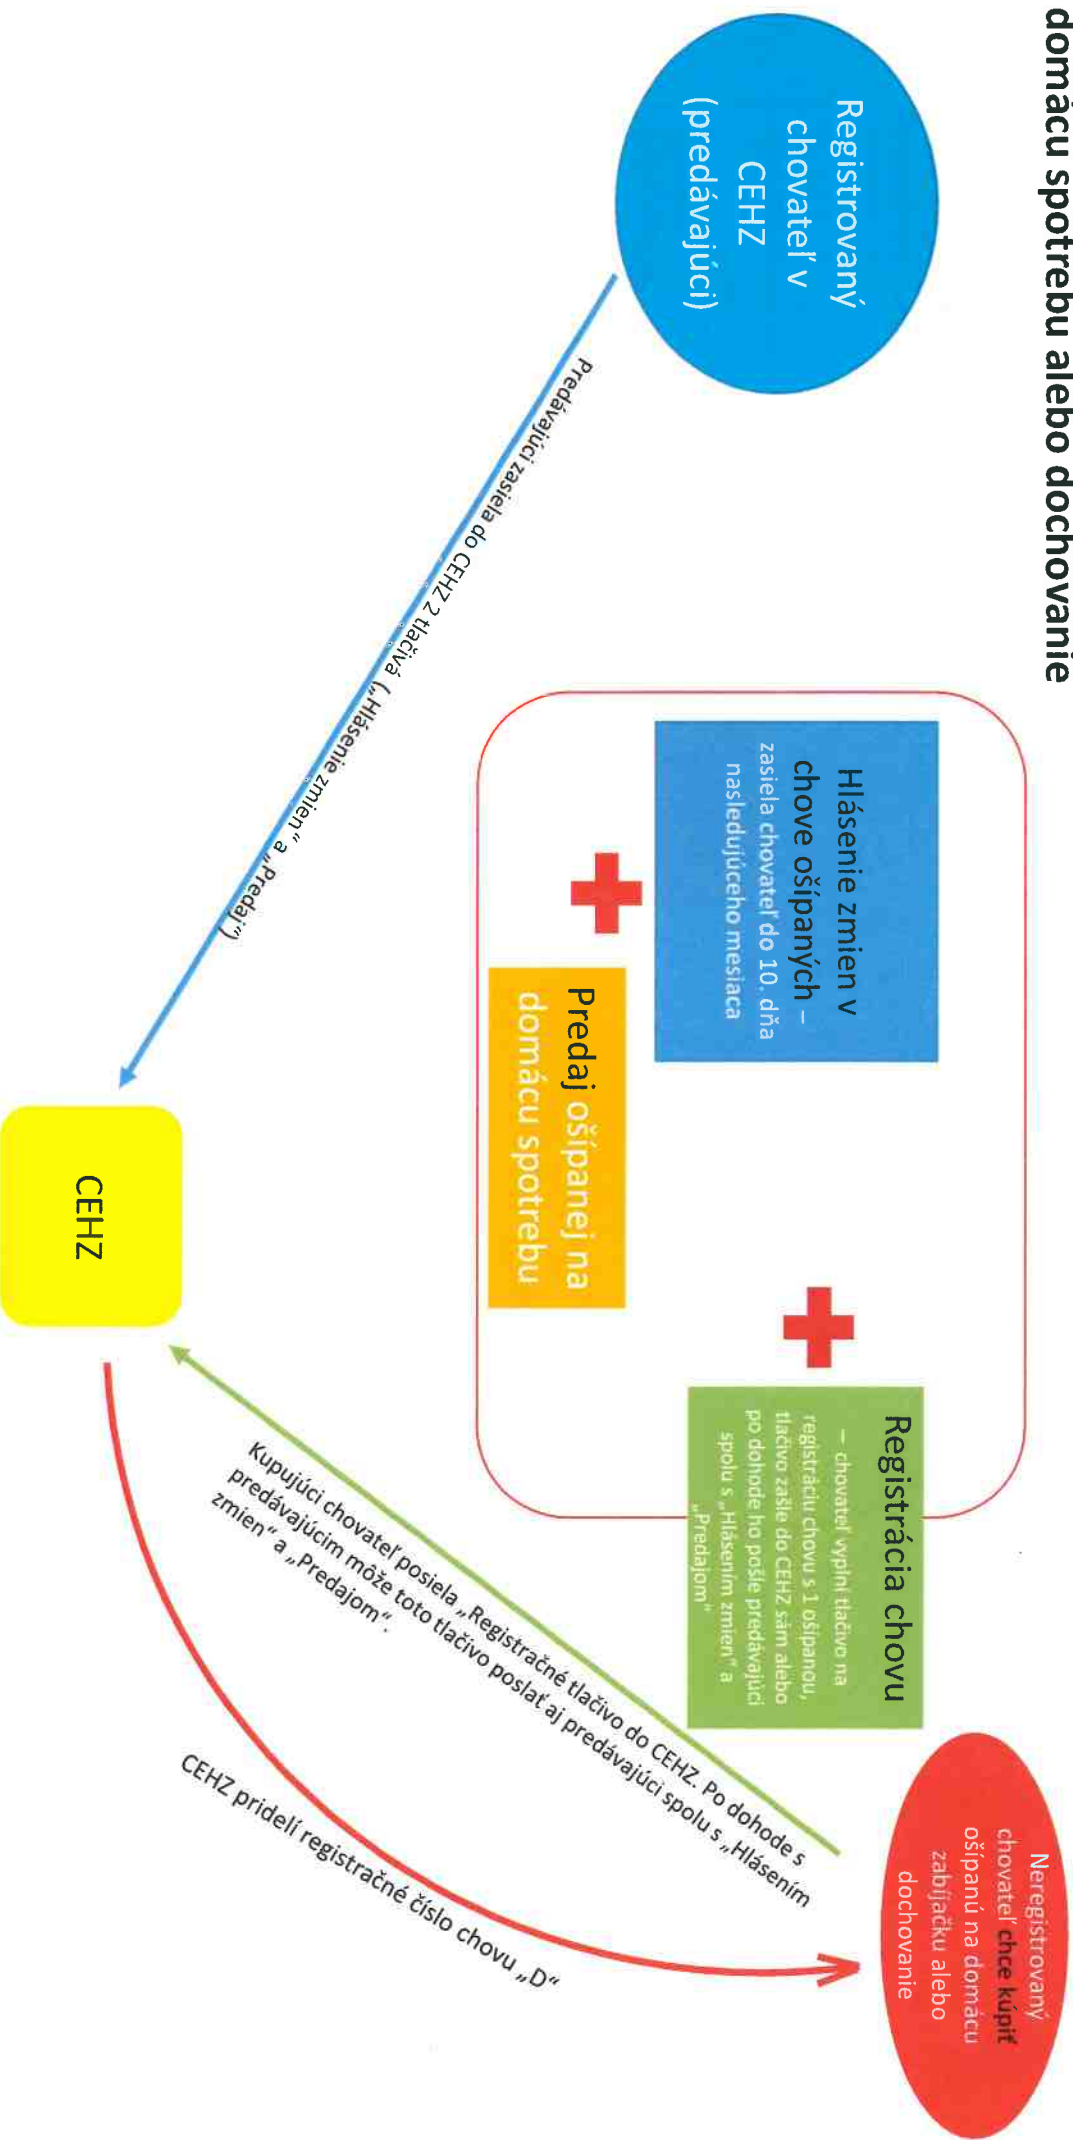 domácu spotrebu alebo dochovanie
Registrovaný
chovateľ v
CEHZ
(predávajúci)
Hlásenie zmien v
chove ošípaných –
zasiela chovateľ do 10. dňa
nasledujúceho mesiaca
Predaj ošípanej na
domácu spotrebu
Registrácia chovu
– chovateľ vyplní tlačivo na
registráciu chovu s 1 ošípanou,
tlačivo zašle do CEHZ sám alebo
po dohode ho pošle predávajúci
spolu s „Hlásením zmien“ a
„Predajom“
Neregistrovaný
chovateľ chce kúpiť
ošípanú na domácu
zabíjačku alebo
dochovanie
Predávajúci zasiela do CEHZ 2 tlačivá („Hlásenie zmien“ a „Predaj“)
Kupujúci chovateľ posiela „Registračné tlačivo do CEHZ. Po dohode s
predávajúcim môže toto tlačivo poslať aj predávajúci spolu s „Hlásením
zmien“ a „Predajom“.
CEHZ
CEHZ pridelí registračné číslo chovu „D“